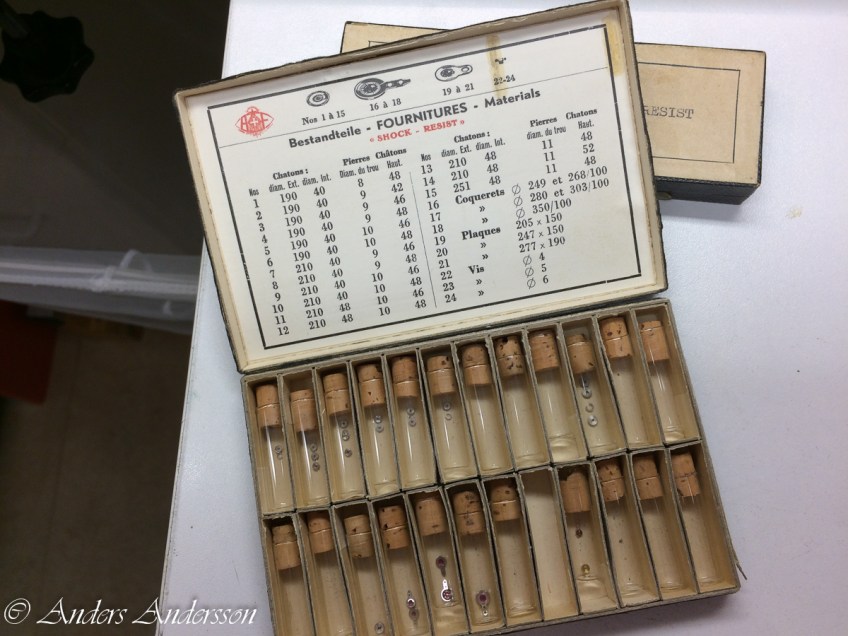 Nos 1 à 15
16 à 18
19 à 21
22-24
Bestandteile - FOURNITURES - Materials
« SHOCK - RESIST »
Chatons : Pierres Châtons
Nos diam. Ext. diam. Int. Diam. du trou Haut.
1 190 40 8 48
2 190 40 9 42
3 190 40 9 46
4 190 40 9 48
5 190 40 10 46
6 190 40 10 48
7 210 40 9 46
8 210 40 9 48
9 210 40 10 46
10 210 40 10 48
11 210 48 10 46
12 210 48 10 48
Chatons : Pierres Chatons
Nos diam. Ext. diam. Int. diam. du trou Haut.
13 210 48 11 48
14 210 48 11 52
15 251 48 11 48
16 Coquerets Ø 249 et 268/100
17 » Ø 280 et 303/100
18 » Ø 350/100
19 Plaques 205 x 150
20 » 247 x 150
21 » 277 x 190
22 Vis Ø 4
23 » Ø 5
24 » Ø 6
RESIST
© Anders Andersson